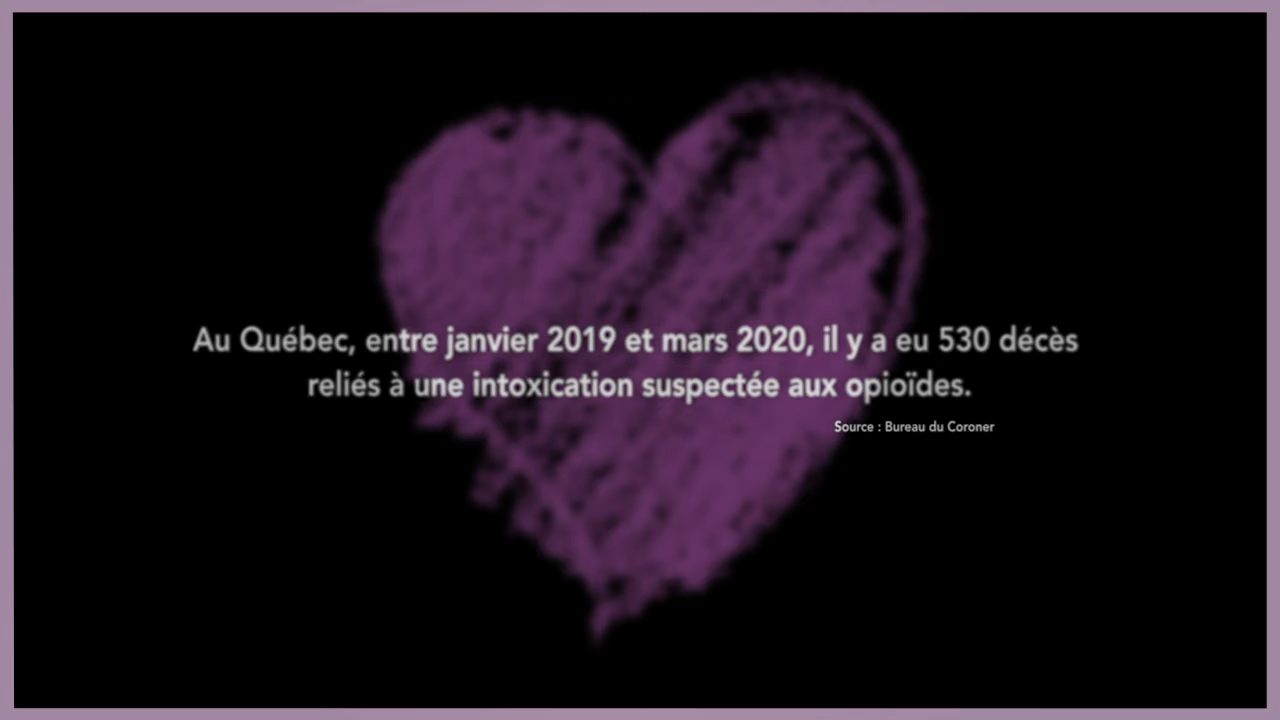 Au Québec, entre janvier 2019 et mars 2020, il y a eu 530 décès
reliés à une intoxication suspectée aux opioïdes.
Source : Bureau du Coroner